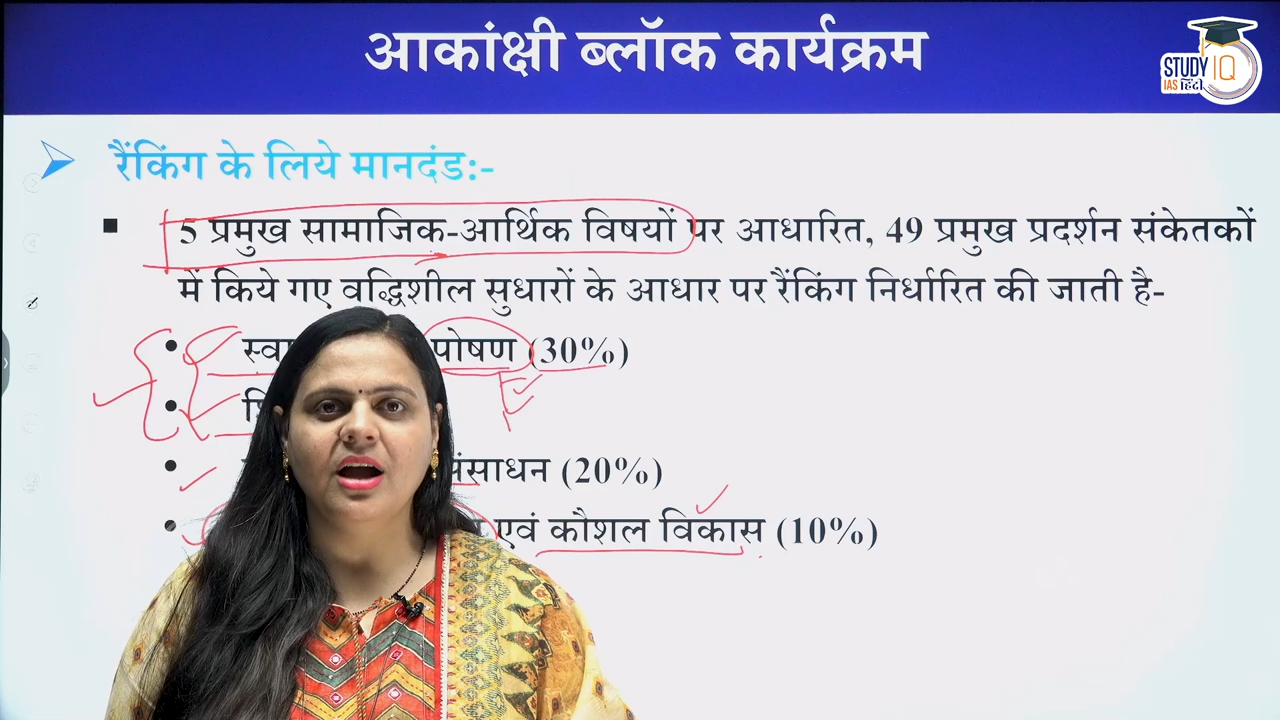 आकांक्षी ब्लॉक कार्यक्रम
STUDY IQ
IAS हिंदी
रैंकिंग के लिये मानदंड:-
5 प्रमुख सामाजिक-आर्थिक विषयों पर आधारित, 49 प्रमुख प्रदर्शन संकेतकों
में किये गए वद्धिशील सुधारों के आधार पर रैंकिंग निर्धारित की जाती है-
पोषण (30%)
संसाधन (20%)
एवं कौशल विकास (10%)